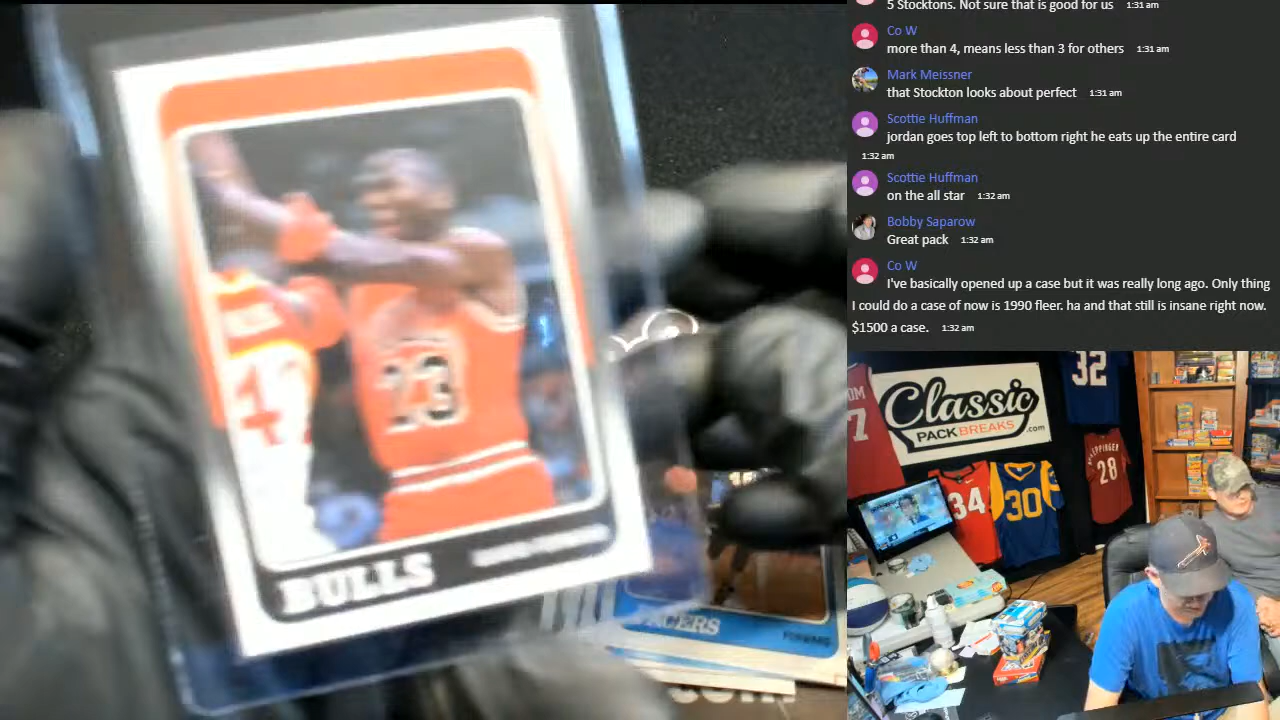 5 Stocktons. Not sure that is good for us 1:31 am
Co W
more than 4, means less than 3 for others 1:31 am
Mark Meissner
that Stockton looks about perfect 1:31 am
Scottie Huffman
jordan goes top left to bottom right he eats up the entire card
1:32 am
Scottie Huffman
on the all star 1:32 am
Bobby Saparow
Great pack 1:32 am
Co W
I've basically opened up a case but it was really long ago. Only thing
I could do a case of now is 1990 fleer. ha and that still is insane right now.
$1500 a case. 1:32 am
23
BULLS
PACERS
FORWARD
Classic
PACK BREAKS .com
32
7
34
30
28